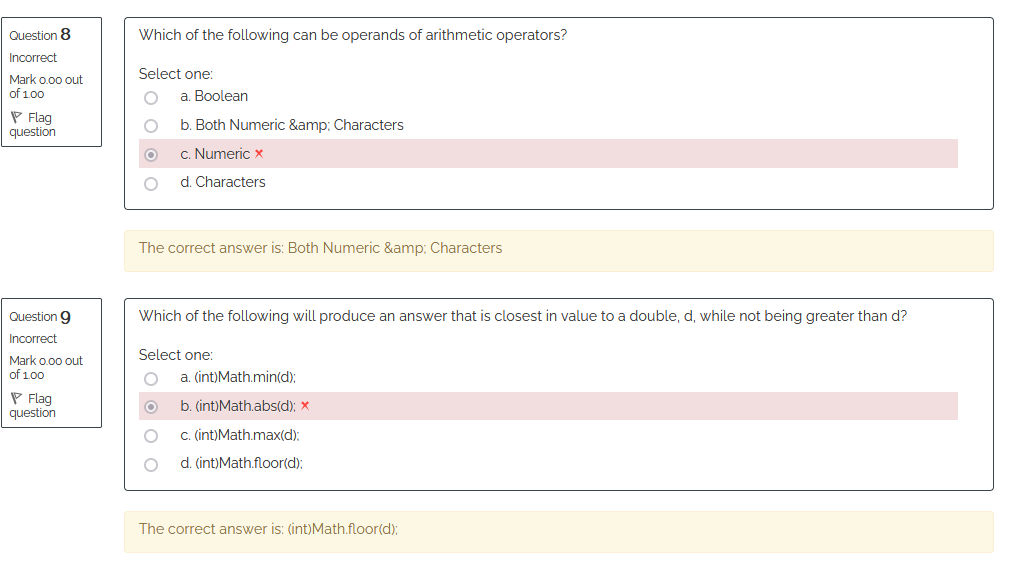 Question 8
Incorrect
Mark 0.00 out
of 1.00
Flag
question
Which of the following can be operands of arithmetic operators?
Select one:
a. Boolean
b. Both Numeric &amp; Characters
c. Numeric
d. Characters
The correct answer is: Both Numeric &amp; Characters
Question 9
Incorrect
Mark 0.00 out
of 1.00
Flag
question
Which of the following will produce an answer that is closest in value to a double, d, while not being greater than d?
Select one:
a. (int)Math.min(d);
b. (int)Math.abs(d);
c. (int)Math.max(d);
d. (int)Math.floor(d);
The correct answer is: (int)Math.floor(d);